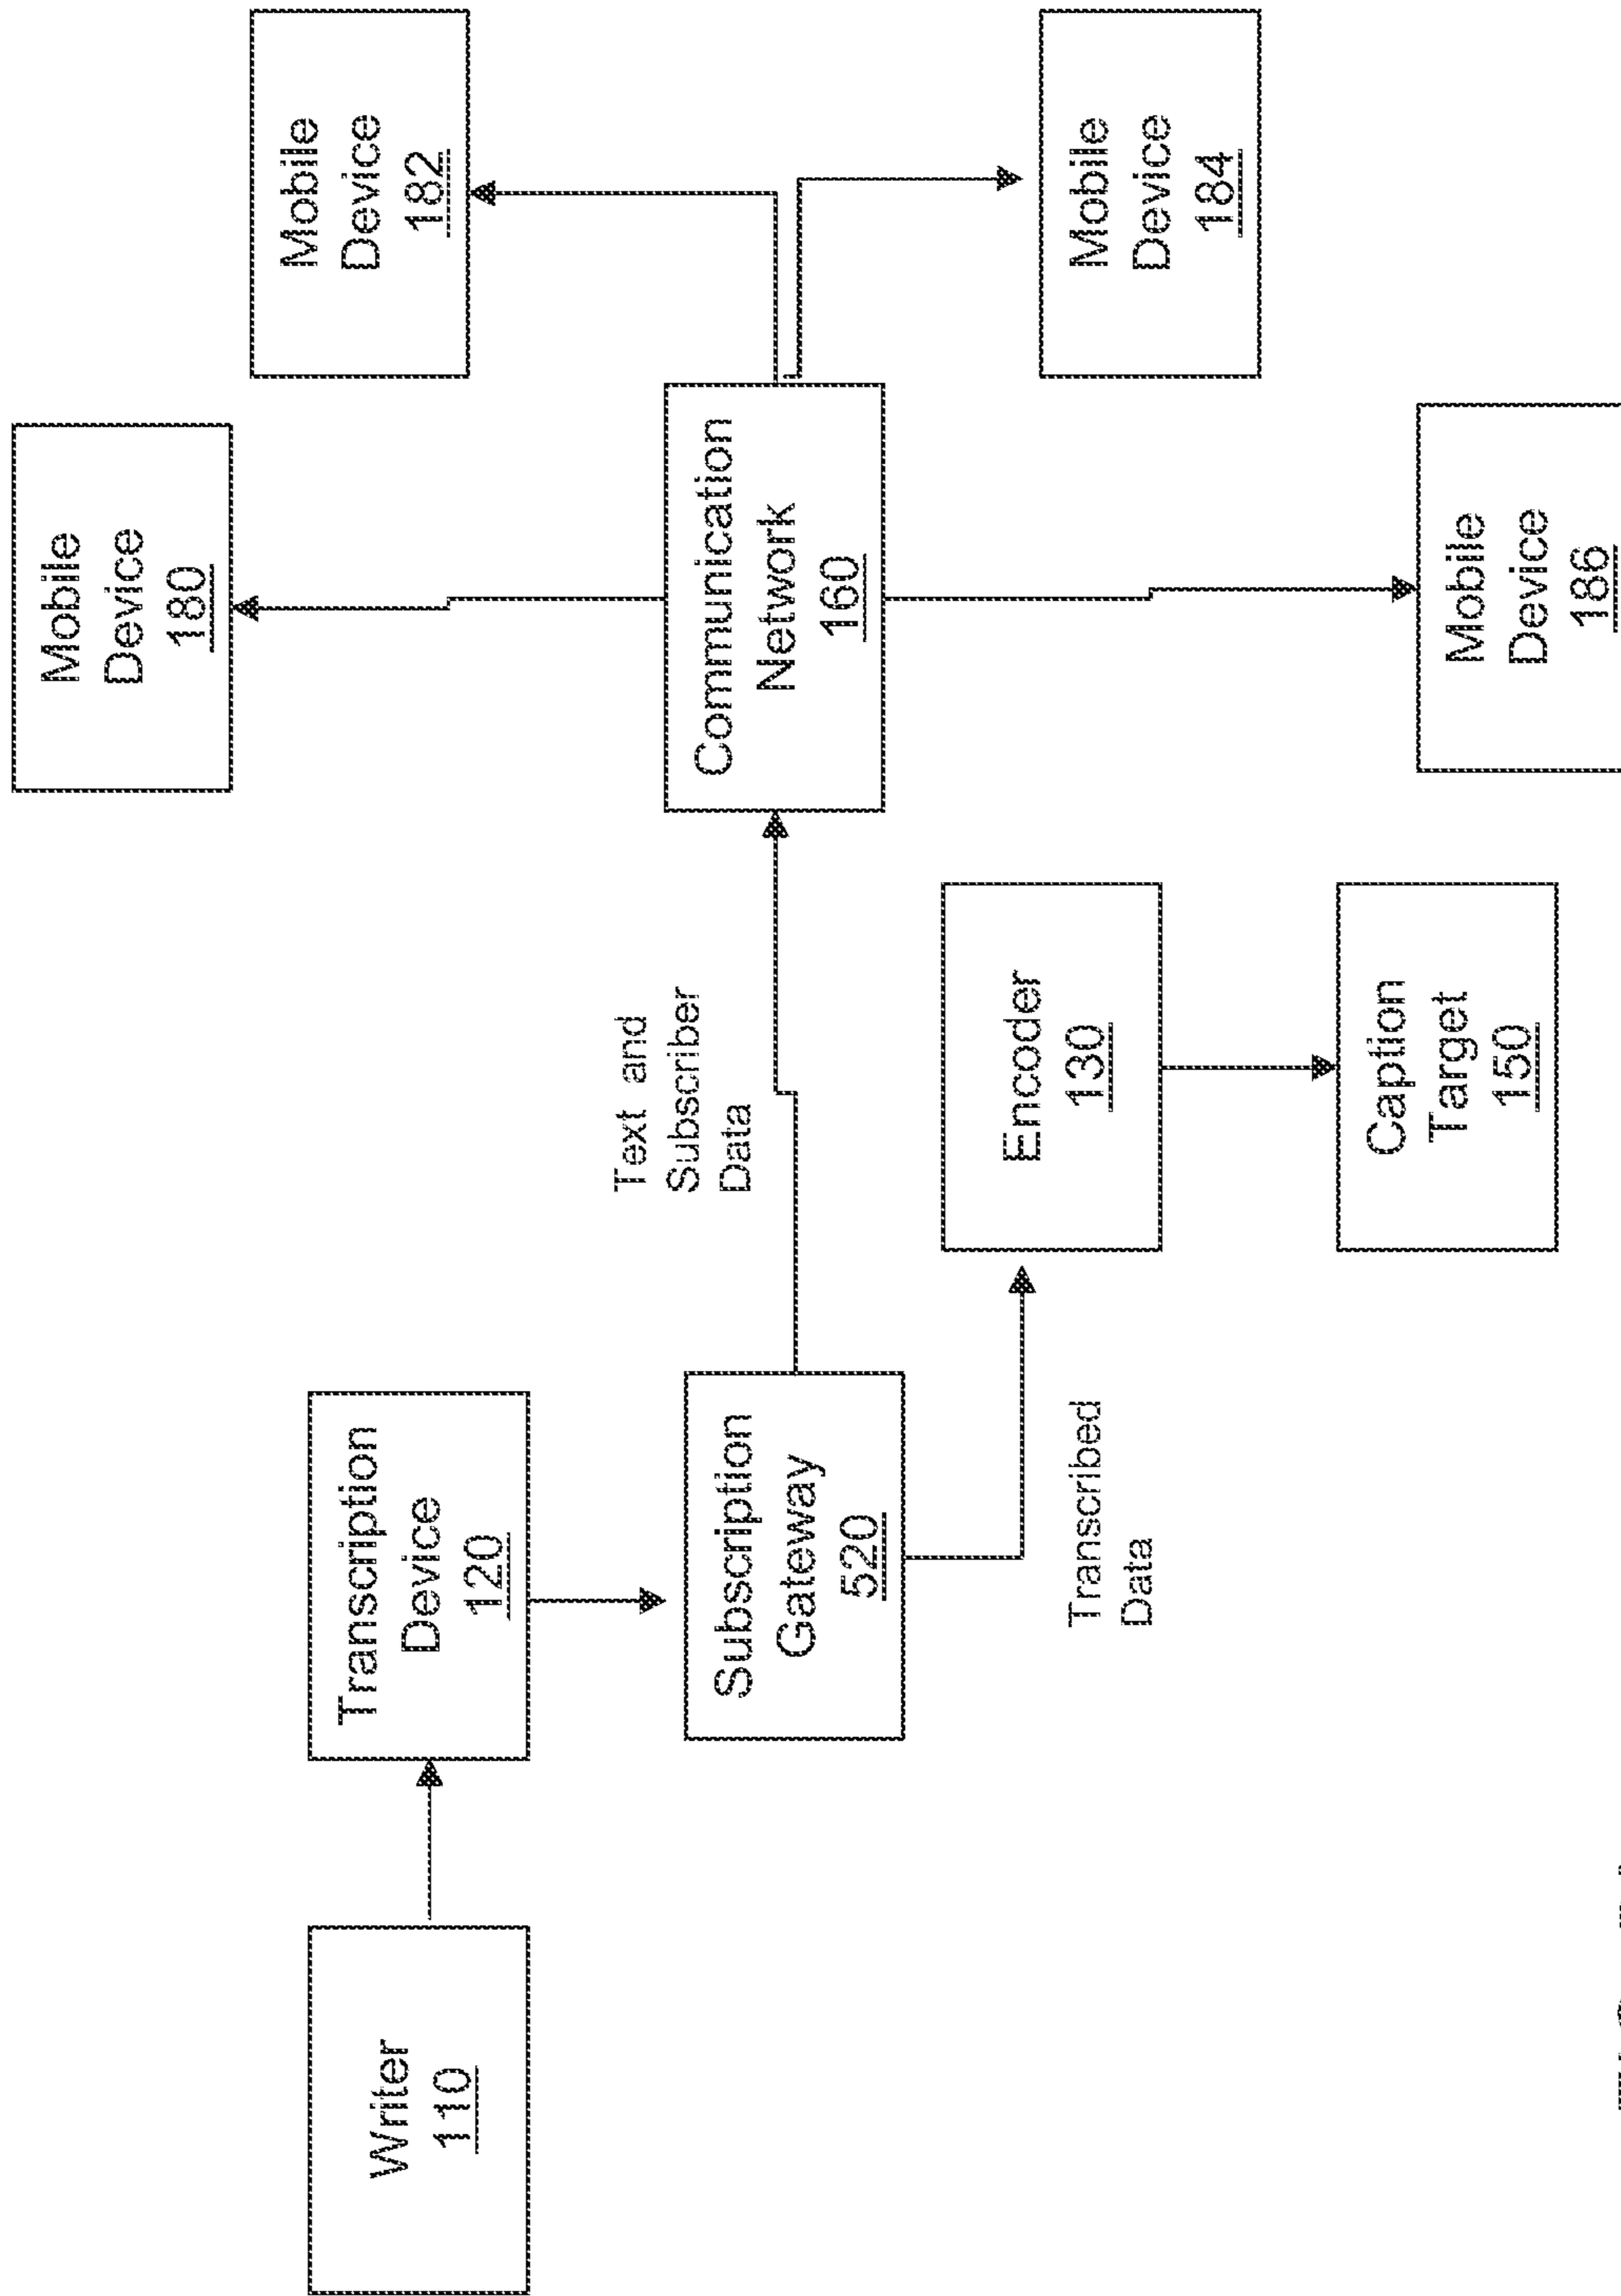 Writer
110
Transcription
Device
120
Subscription
Gateway
520
Text and
Subscriber
Data
Transcribed
Data
Encoder
130
Caption
Target
150
Communication
Network
160
Mobile
Device
180
Mobile
Device
182
Mobile
Device
184
Mobile
Device
186